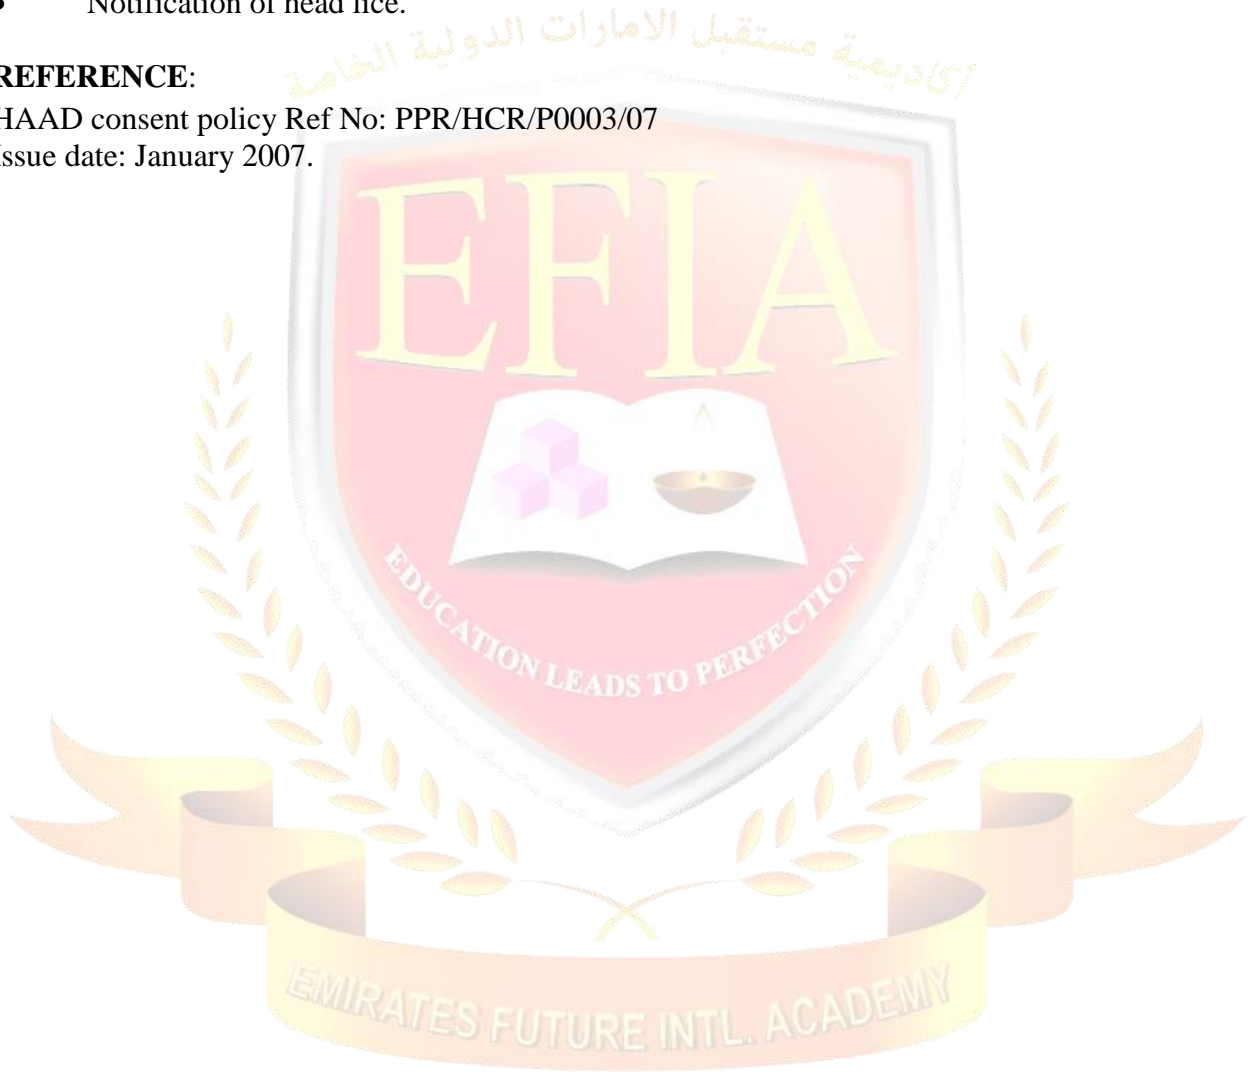 • Notification of head lice.
أكاديمية مستقبل الامارات الدولية الخاصة
REFERENCE:
HAAD consent policy Ref No: PPR/HCR/P0003/07
Issue date: January 2007.
EFIA
EDUCATION LEADS TO PERFECTION
EMIRATES FUTURE INTL. ACADEMY